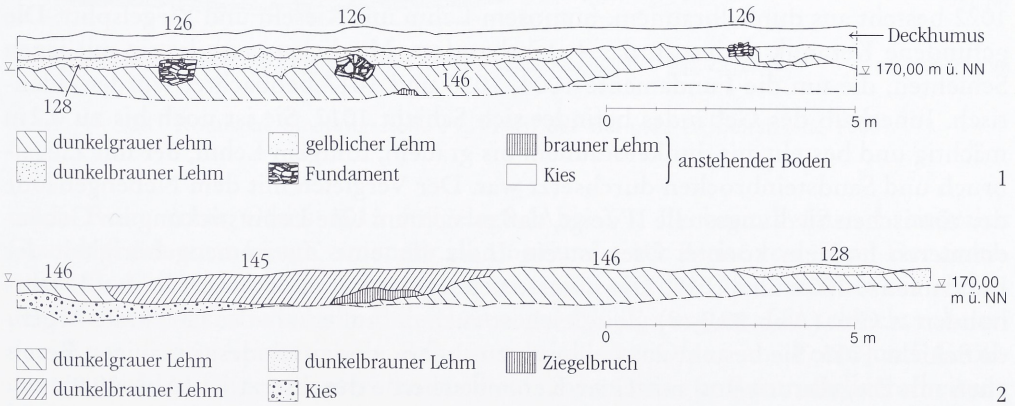 126 126 126
Deckhumus
170,00 m ü. NN
146
128
0 5 m
dunkelgrauer Lehm gelblicher Lehm brauner Lehm
anstehender Boden
dunkelbrauner Lehm Fundament Kies
1
146 145 146 128
170,00
m ü. NN
0 5 m
dunkelgrauer Lehm dunkelbrauner Lehm Ziegelbruch
dunkelbrauner Lehm Kies
2